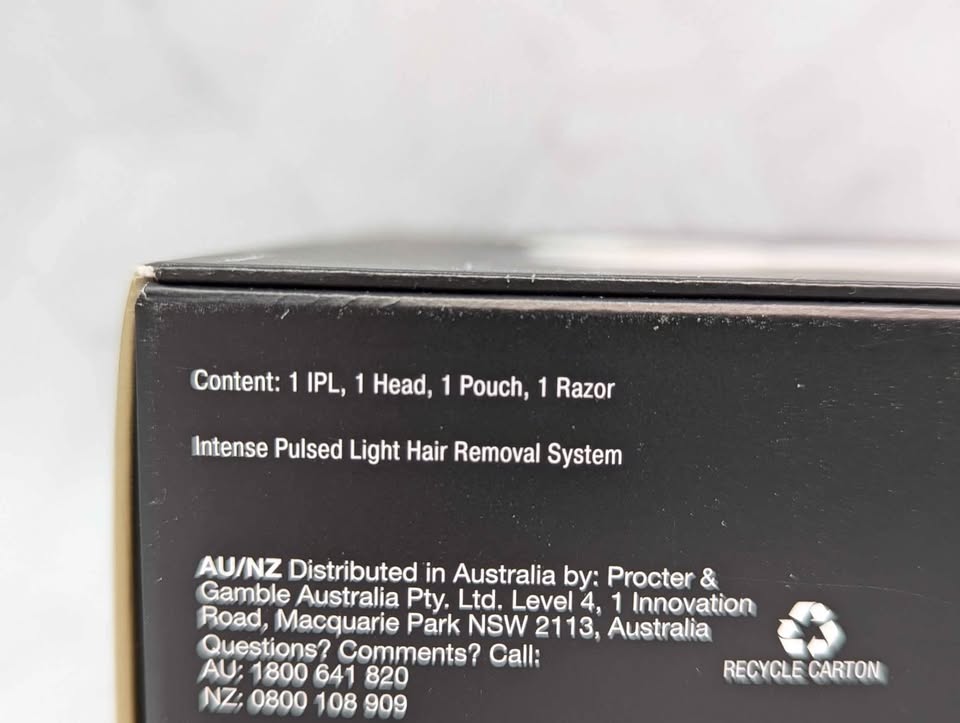 Content: 1 IPL, 1 Head, 1 Pouch, 1 Razor
Intense Pulsed Light Hair Removal System
AU/NZ Distributed in Australia by: Procter &
Gamble Australia Pty. Ltd. Level 4, 1 Innovation
Road, Macquarie Park NSW 2113, Australia
Questions? Comments? Call:
AU: 1800 641 820
NZ: 0800 108 909
RECYCLE CARTON